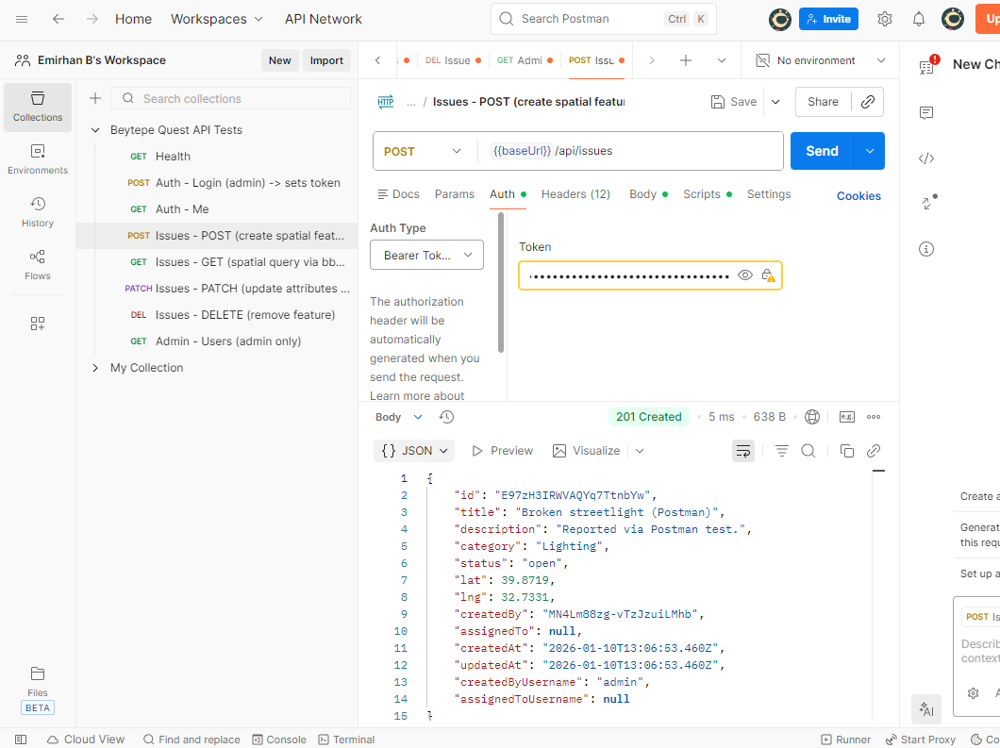 Home Workspaces API Network Search Postman Ctrl K Invite Up
Emirhan B's Workspace New Import
DEL Issue GET Admi POST Issu No environment
Collections
Environments
History
Flows
Files
BETA
Search collections
Beytepe Quest API Tests
GET Health
POST Auth - Login (admin) -> sets token
GET Auth - Me
POST Issues - POST (create spatial feat...
GET Issues - GET (spatial query via bb...
PATCH Issues - PATCH (update attributes ...
DEL Issues - DELETE (remove feature)
GET Admin - Users (admin only)
My Collection
HTTP ... / Issues - POST (create spatial featur Save Share
POST {{baseUrl}} /api/issues Send
Docs Params Auth Headers (12) Body Scripts Settings Cookies
Auth Type
Bearer Tok...
The authorization
header will be
automatically
generated when you
send the request.
Learn more about
Token
Body 201 Created 5 ms 638 B e.g.
{} JSON Preview Visualize
1 {
2 "id": "E97zH3IRWVAQYq7TtnbYw",
3 "title": "Broken streetlight (Postman)",
4 "description": "Reported via Postman test.",
5 "category": "Lighting",
6 "status": "open",
7 "lat": 39.8719,
8 "lng": 32.7331,
9 "createdBy": "MN4Lm88zg-vTzJzuiLMhb",
10 "assignedTo": null,
11 "createdAt": "2026-01-10T13:06:53.460Z",
12 "updatedAt": "2026-01-10T13:06:53.460Z",
13 "createdByUsername": "admin",
14 "assignedToUsername": null
15 }
New Ch
Create a
Generat
this requ
Set up a
POST Is
Describ
context
A
AI
Cloud View Find and replace Console Terminal Runner Start Proxy Co